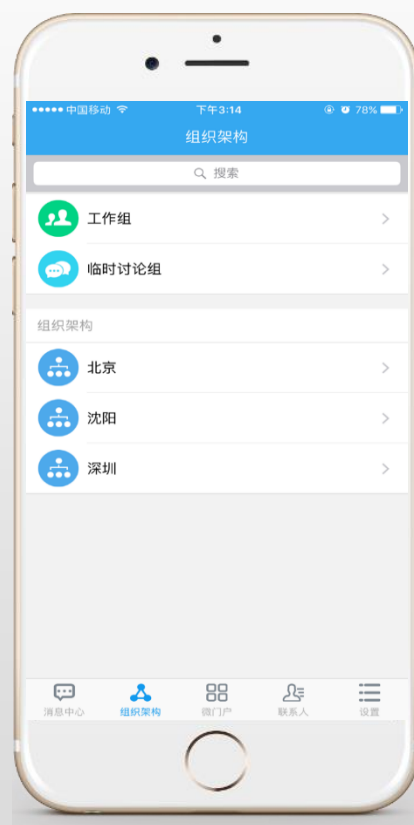 中国移动 下午3:14 78%
组织架构
搜索
工作组
临时讨论组
组织架构
北京
沈阳
深圳
消息中心 组织架构 微门户 联系人 设置